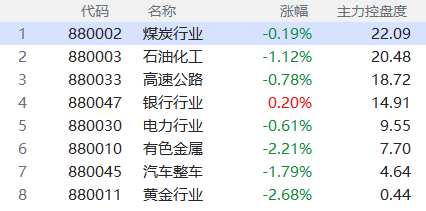 代码 名称 涨幅 主力控盘度
1 880002 煤炭行业 -0.19% 22.09
2 880003 石油化工 -1.12% 20.48
3 880033 高速公路 -0.78% 18.72
4 880047 银行行业 0.20% 14.91
5 880030 电力行业 -0.61% 9.55
6 880010 有色金属 -2.21% 7.70
7 880045 汽车整车 -1.79% 4.64
8 880011 黄金行业 -2.68% 0.44